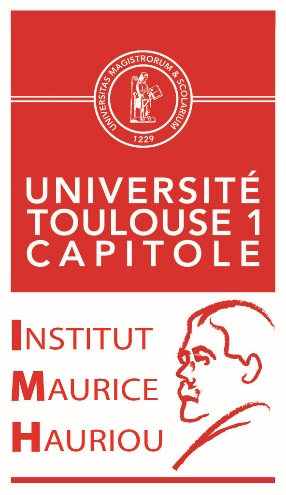 UNIVERSITAS MAGISTRORUM & SCOLARIUM
1229
UNIVERSITÉ
TOULOUSE 1
CAPITOLE
INSTITUT
MAURICE
HAURIOU